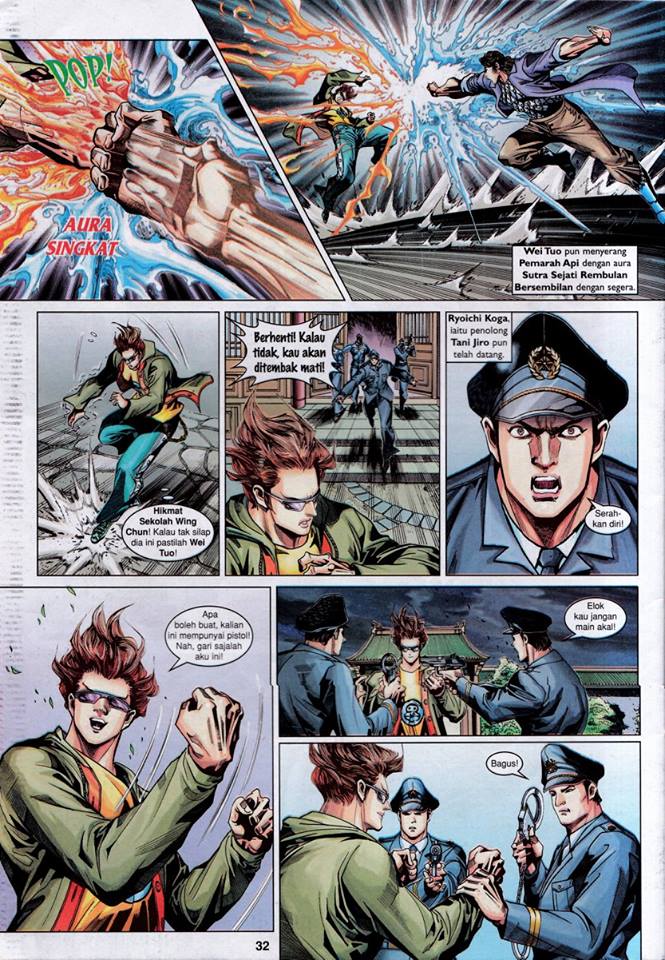 POP!
AURA
SINGKAT
Wei Tuo pun menyerang
Pemarah Api dengan aura
Sutra Sejati Rembulan
Bersembilan dengan segera.
Hikmat
Sekolah Wing
Chun! Kalau tak silap
dia ini pastilah Wei
Tuo!
Berhenti! Kalau
tidak, kau akan
ditembak mati!
Ryoichi Koga,
iaitu penolong
Tani Jiro pun
telah datang.
Serah-
kan diri!
Apa
boleh buat, kalian
ini mempunyai pistol!
Nah, gari sajalah
aku ini!
Elok
kau jangan
main akal!
Bagus!
32